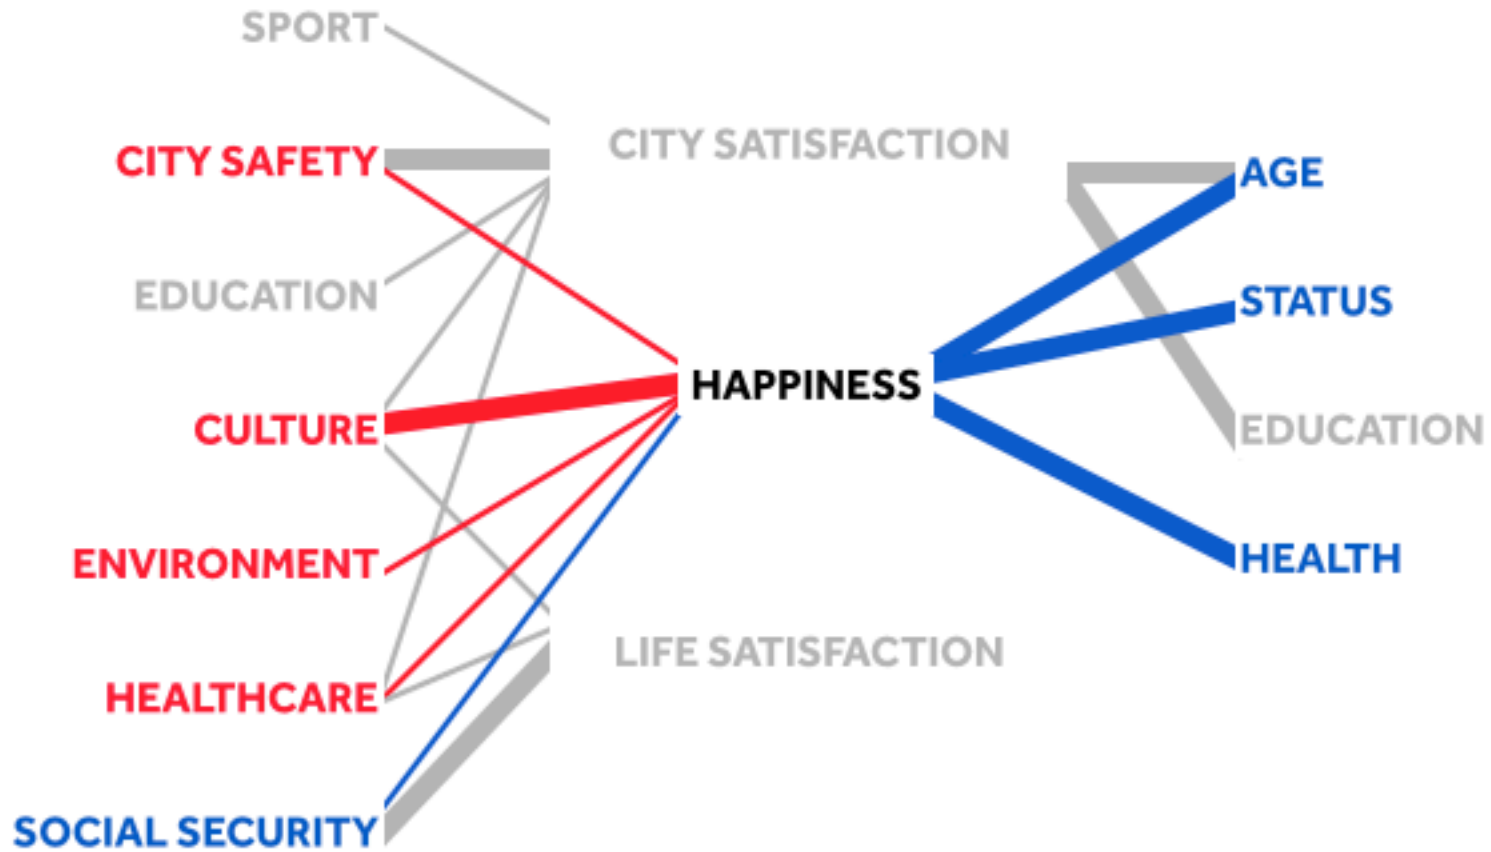 SPORT
CITY SAFETY
EDUCATION
CULTURE
ENVIRONMENT
HEALTHCARE
SOCIAL SECURITY
CITY SATISFACTION
HAPPINESS
LIFE SATISFACTION
AGE
STATUS
EDUCATION
HEALTH